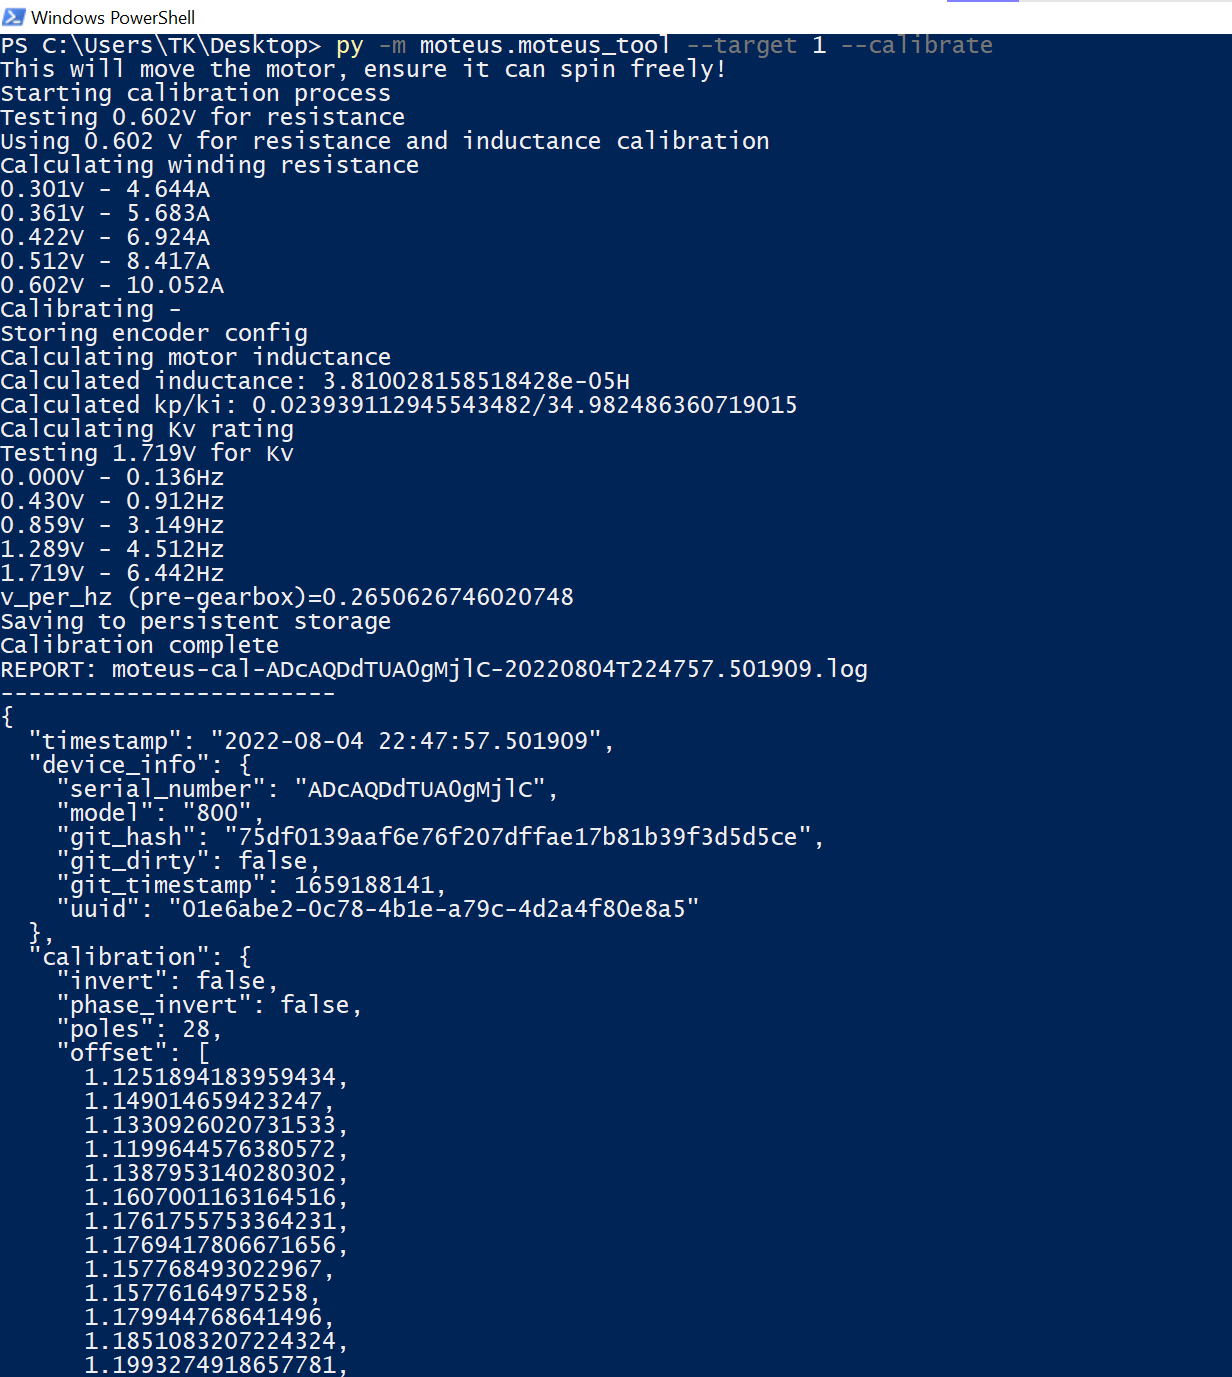 Windows PowerShell
PS C:\Users\TK\Desktop> py -m moteus.moteus_tool --target 1 --calibrate
This will move the motor, ensure it can spin freely!
Starting calibration process
Testing 0.602V for resistance
Using 0.602 V for resistance and inductance calibration
Calculating winding resistance
0.301V - 4.644A
0.361V - 5.683A
0.422V - 6.924A
0.512V - 8.417A
0.602V - 10.052A
Calibrating -
Storing encoder config
Calculating motor inductance
Calculated inductance: 3.810028158518428e-05H
Calculated kp/ki: 0.023939112945543482/34.982486360719015
Calculating Kv rating
Testing 1.719V for Kv
0.000V - 0.136Hz
0.430V - 0.912Hz
0.859V - 3.149Hz
1.289V - 4.512Hz
1.719V - 6.442Hz
v_per_hz (pre-gearbox)=0.2650626746020748
Saving to persistent storage
Calibration complete
REPORT: moteus-cal-ADcAQDdTUA0gMjlC-20220804T224757.501909.log
------------------------
{
  "timestamp": "2022-08-04 22:47:57.501909",
  "device_info": {
    "serial_number": "ADcAQDdTUA0gMjlC",
    "model": "800",
    "git_hash": "75df0139aaf6e76f207dffae17b81b39f3d5d5ce",
    "git_dirty": false,
    "git_timestamp": 1659188141,
    "uuid": "01e6abe2-0c78-4b1e-a79c-4d2a4f80e8a5"
  },
  "calibration": {
    "invert": false,
    "phase_invert": false,
    "poles": 28,
    "offset": [
      1.1251894183959434,
      1.149014659423247,
      1.1330926020731533,
      1.1199644576380572,
      1.1387953140280302,
      1.1607001163164516,
      1.1761755753364231,
      1.1769417806671656,
      1.157768493022967,
      1.15776164975258,
      1.179944768641496,
      1.1851083207224324,
      1.1993274918657781,